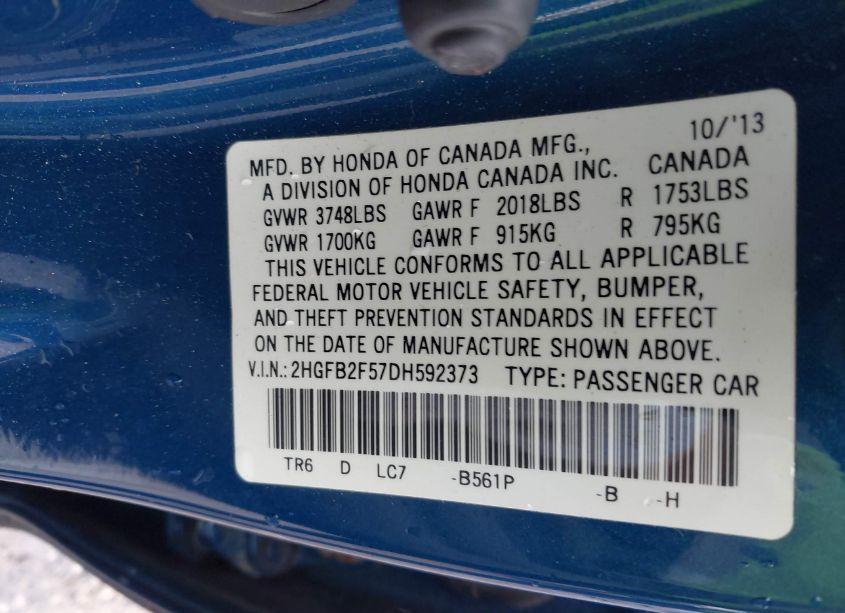 10/'13
MFD. BY HONDA OF CANADA MFG.,
A DIVISION OF HONDA CANADA INC. CANADA
GVWR 3748LBS GAWR F 2018LBS R 1753LBS
GVWR 1700KG GAWR F 915KG R 795KG
THIS VEHICLE CONFORMS TO ALL APPLICABLE
FEDERAL MOTOR VEHICLE SAFETY, BUMPER,
AND THEFT PREVENTION STANDARDS IN EFFECT
ON THE DATE OF MANUFACTURE SHOWN ABOVE.
V.I.N.: 2HGFB2F57DH592373 TYPE: PASSENGER CAR
TR6 D LC7 -B561P -B -H